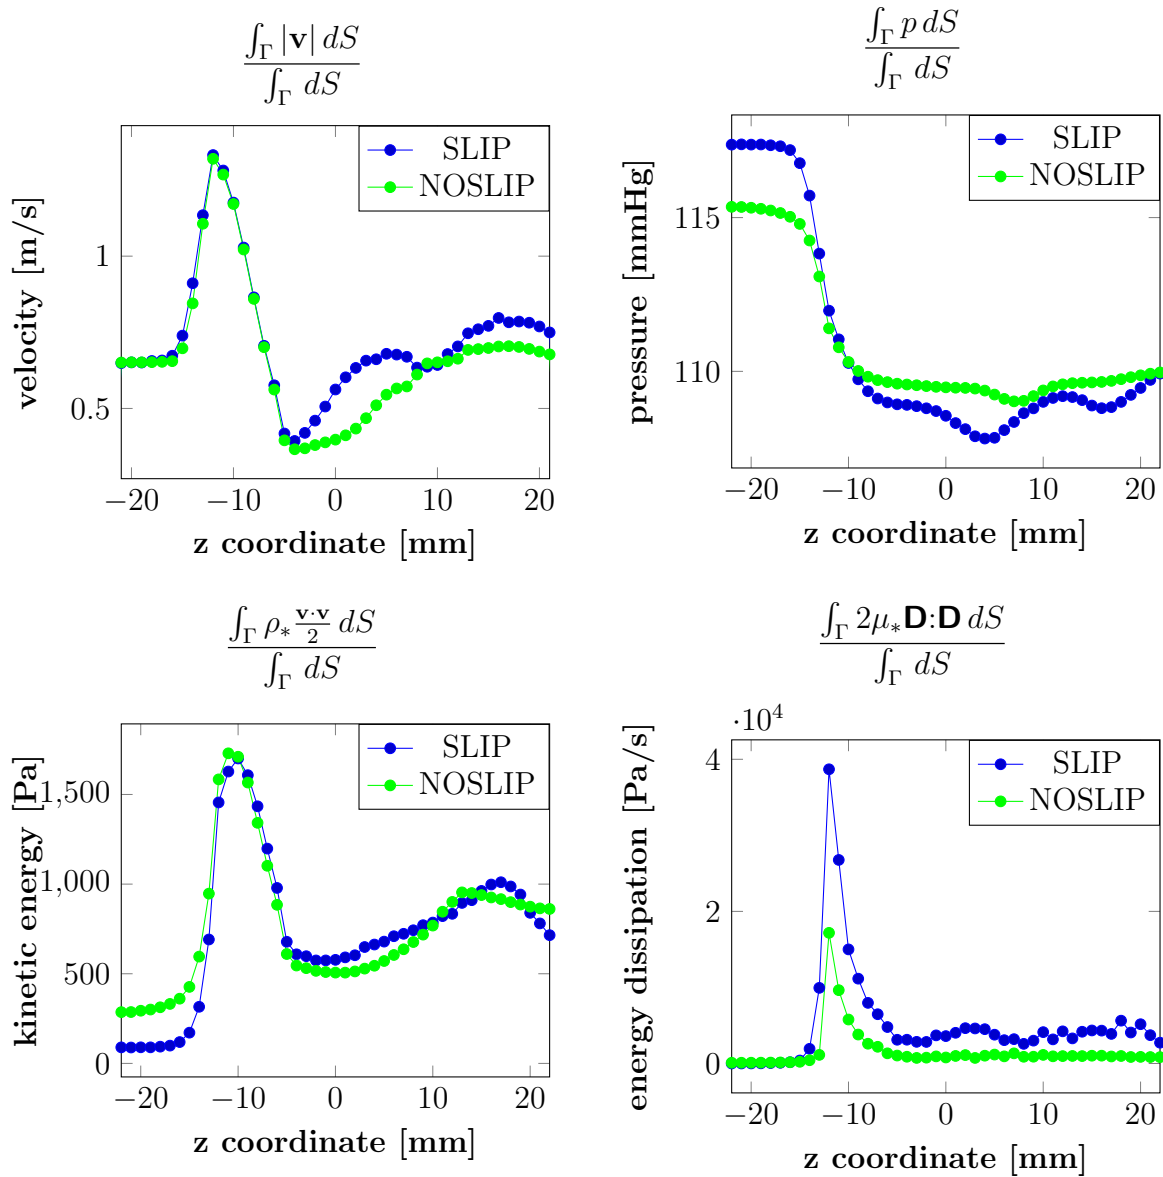 ∫_Γ |v| dS
∫_Γ dS
SLIP
NOSLIP
1
0.5
velocity [m/s]
−20 −10 0 10 20
z coordinate [mm]
∫_Γ p dS
∫_Γ dS
SLIP
NOSLIP
115
110
pressure [mmHg]
−20 −10 0 10 20
z coordinate [mm]
∫_Γ ρ_* v·v/2 dS
∫_Γ dS
SLIP
NOSLIP
1,500
1,000
500
0
kinetic energy [Pa]
−20 −10 0 10 20
z coordinate [mm]
∫_Γ 2μ_* D:D dS
∫_Γ dS
·10⁴
SLIP
NOSLIP
4
2
0
energy dissipation [Pa/s]
−20 −10 0 10 20
z coordinate [mm]